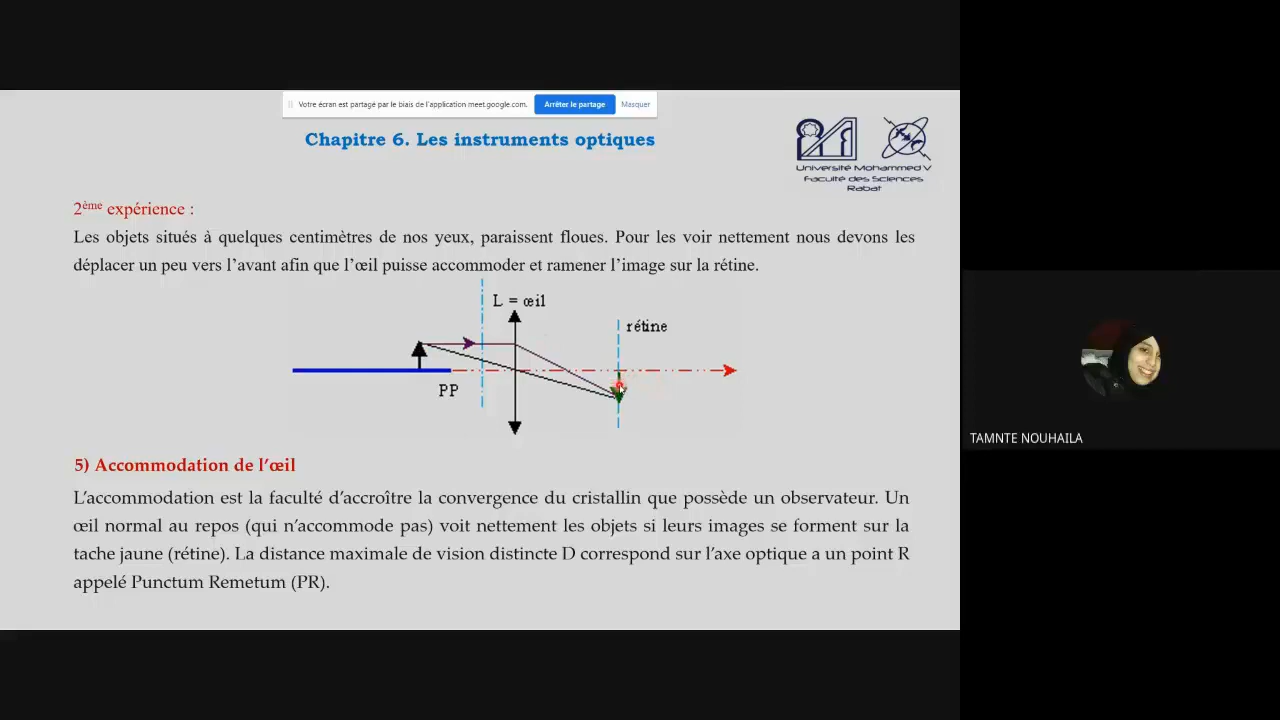 Votre écran est partagé par le biais de l'application meet.google.com. Arrêter le partage Masquer
Chapitre 6. Les instruments optiques
Université Mohammed V
Faculté des Sciences
Rabat
2ème expérience :
Les objets situés à quelques centimètres de nos yeux, paraissent floues. Pour les voir nettement nous devons les
déplacer un peu vers l'avant afin que l'œil puisse accommoder et ramener l'image sur la rétine.
L = œil
rétine
PP
5) Accommodation de l'œil
L'accommodation est la faculté d'accroître la convergence du cristallin que possède un observateur. Un
œil normal au repos (qui n'accommode pas) voit nettement les objets si leurs images se forment sur la
tache jaune (rétine). La distance maximale de vision distincte D correspond sur l'axe optique a un point R
appelé Punctum Remetum (PR).
TAMNTE NOUHAILA